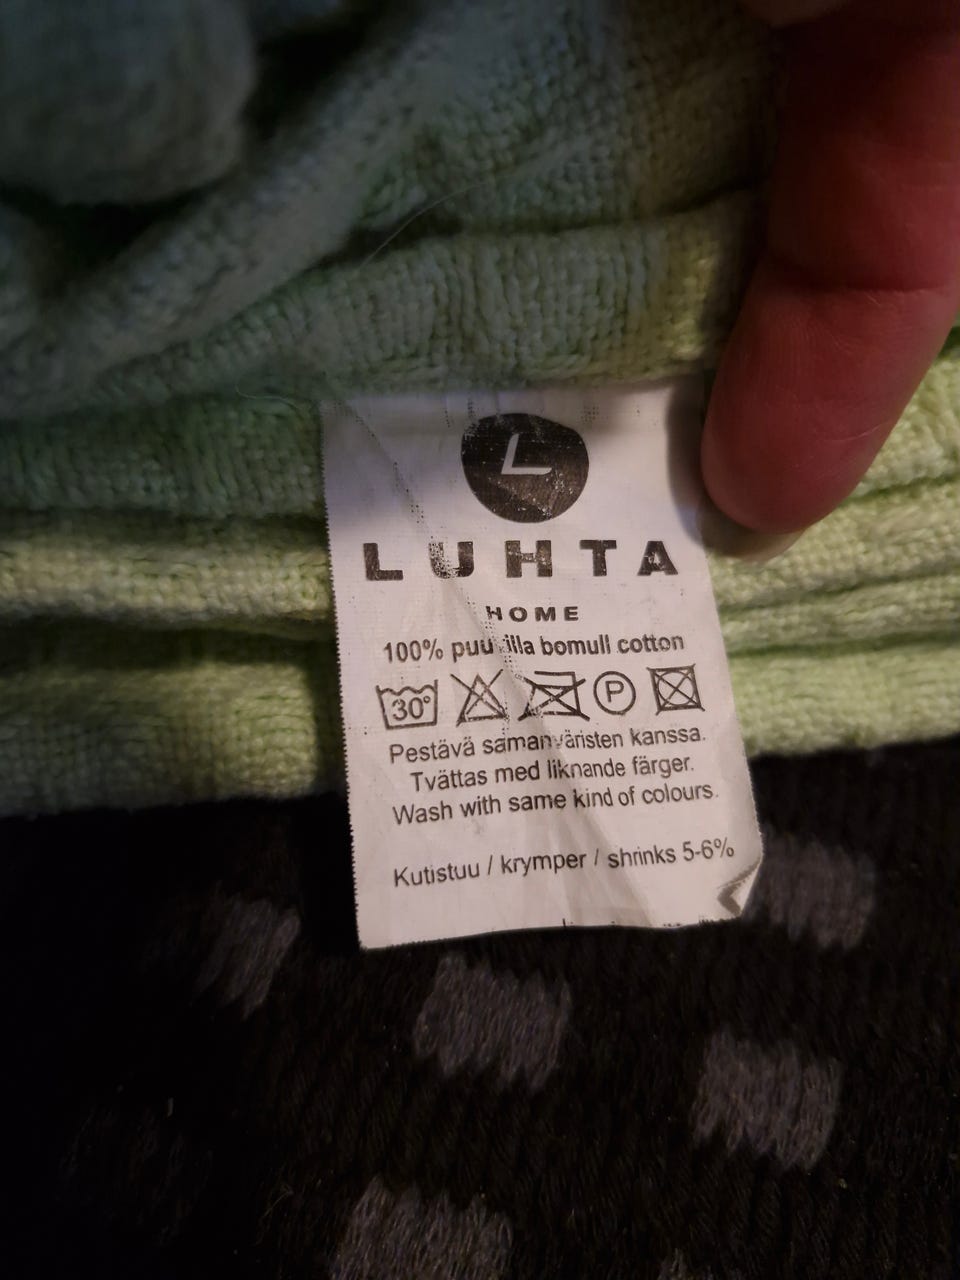 L
LUHTA
HOME
100% puuvilla bomull cotton
30° P
Pestävä samanväristen kanssa.
Tvättas med liknande färger.
Wash with same kind of colours.
Kutistuu / krymper / shrinks 5-6%